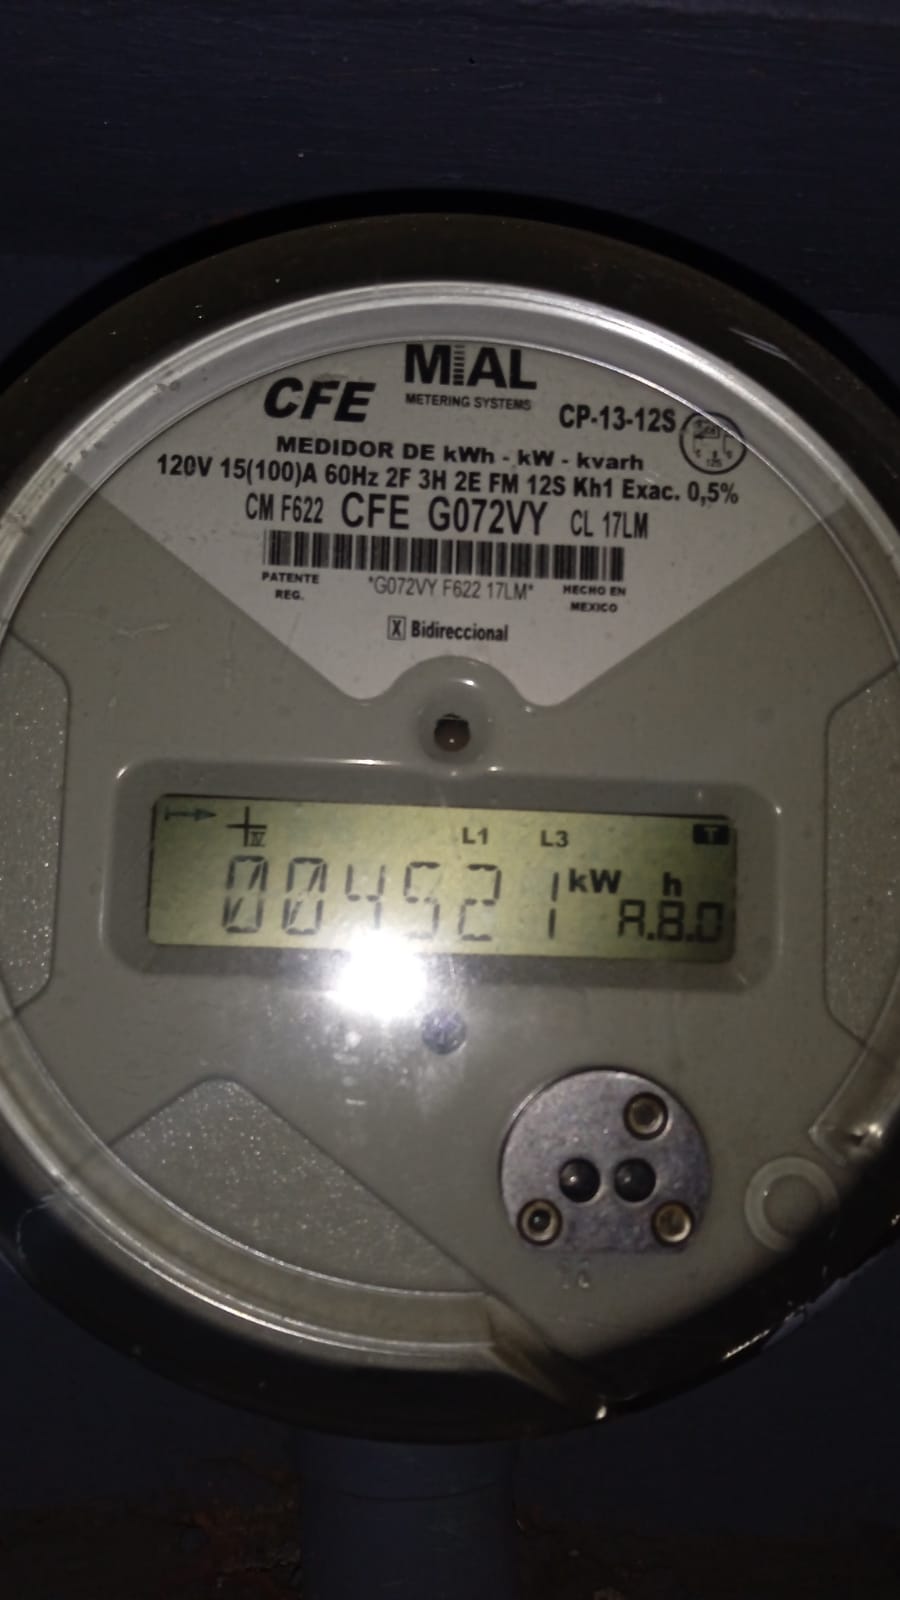 MIAL
METERING SYSTEMS
CFE
CP-13-12S
MEDIDOR DE kWh - kW - kvarh
120V 15(100)A 60Hz 2F 3H 2E FM 12S Kh1 Exac. 0,5%
CM F622 CFE G072VY CL 17LM
PATENTE REG.
*G072VY F622 17LM*
HECHO EN MEXICO
X Bidireccional
IV L1 L3 T
004521 kW h A.8.0